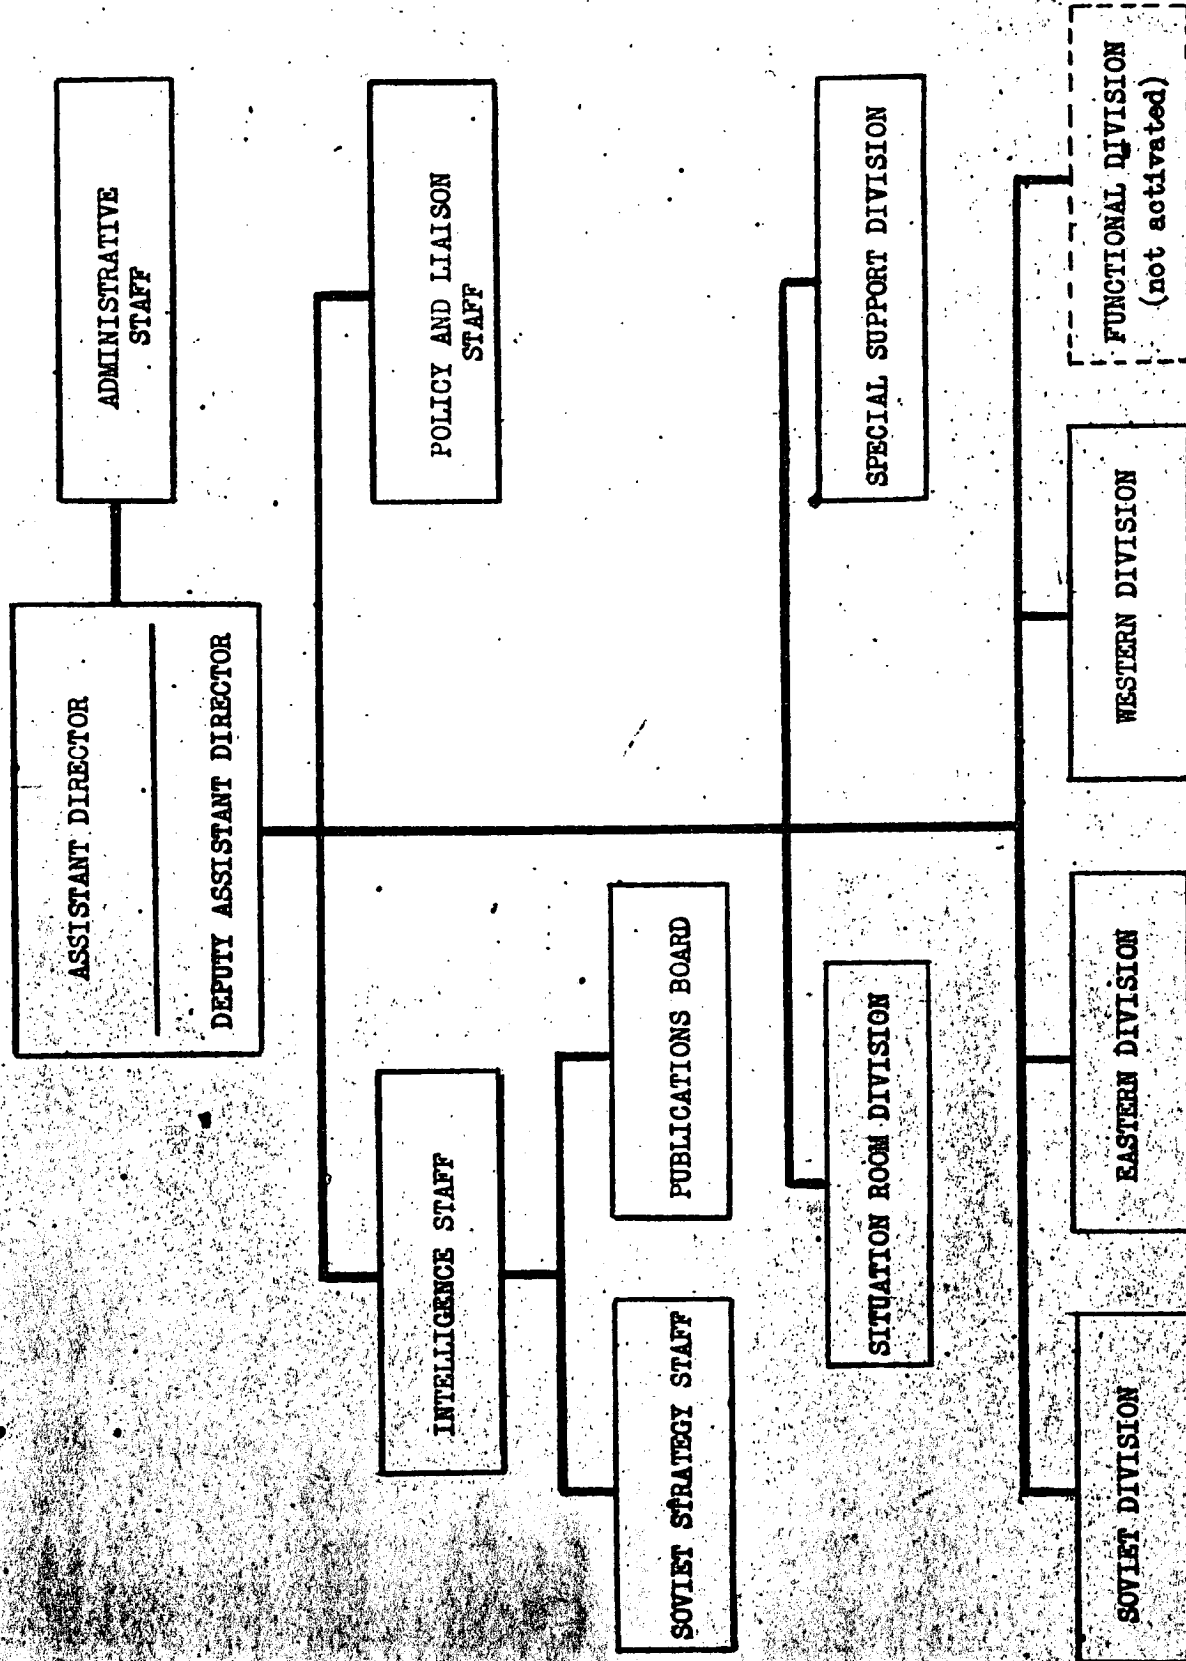 ASSISTANT DIRECTOR
DEPUTY ASSISTANT DIRECTOR
ADMINISTRATIVE
STAFF
INTELLIGENCE STAFF
POLICY AND LIAISON
STAFF
SOVIET STRATEGY STAFF
PUBLICATIONS BOARD
SITUATION ROOM DIVISION
SPECIAL SUPPORT DIVISION
SOVIET DIVISION
EASTERN DIVISION
WESTERN DIVISION
FUNCTIONAL DIVISION
(not activated)